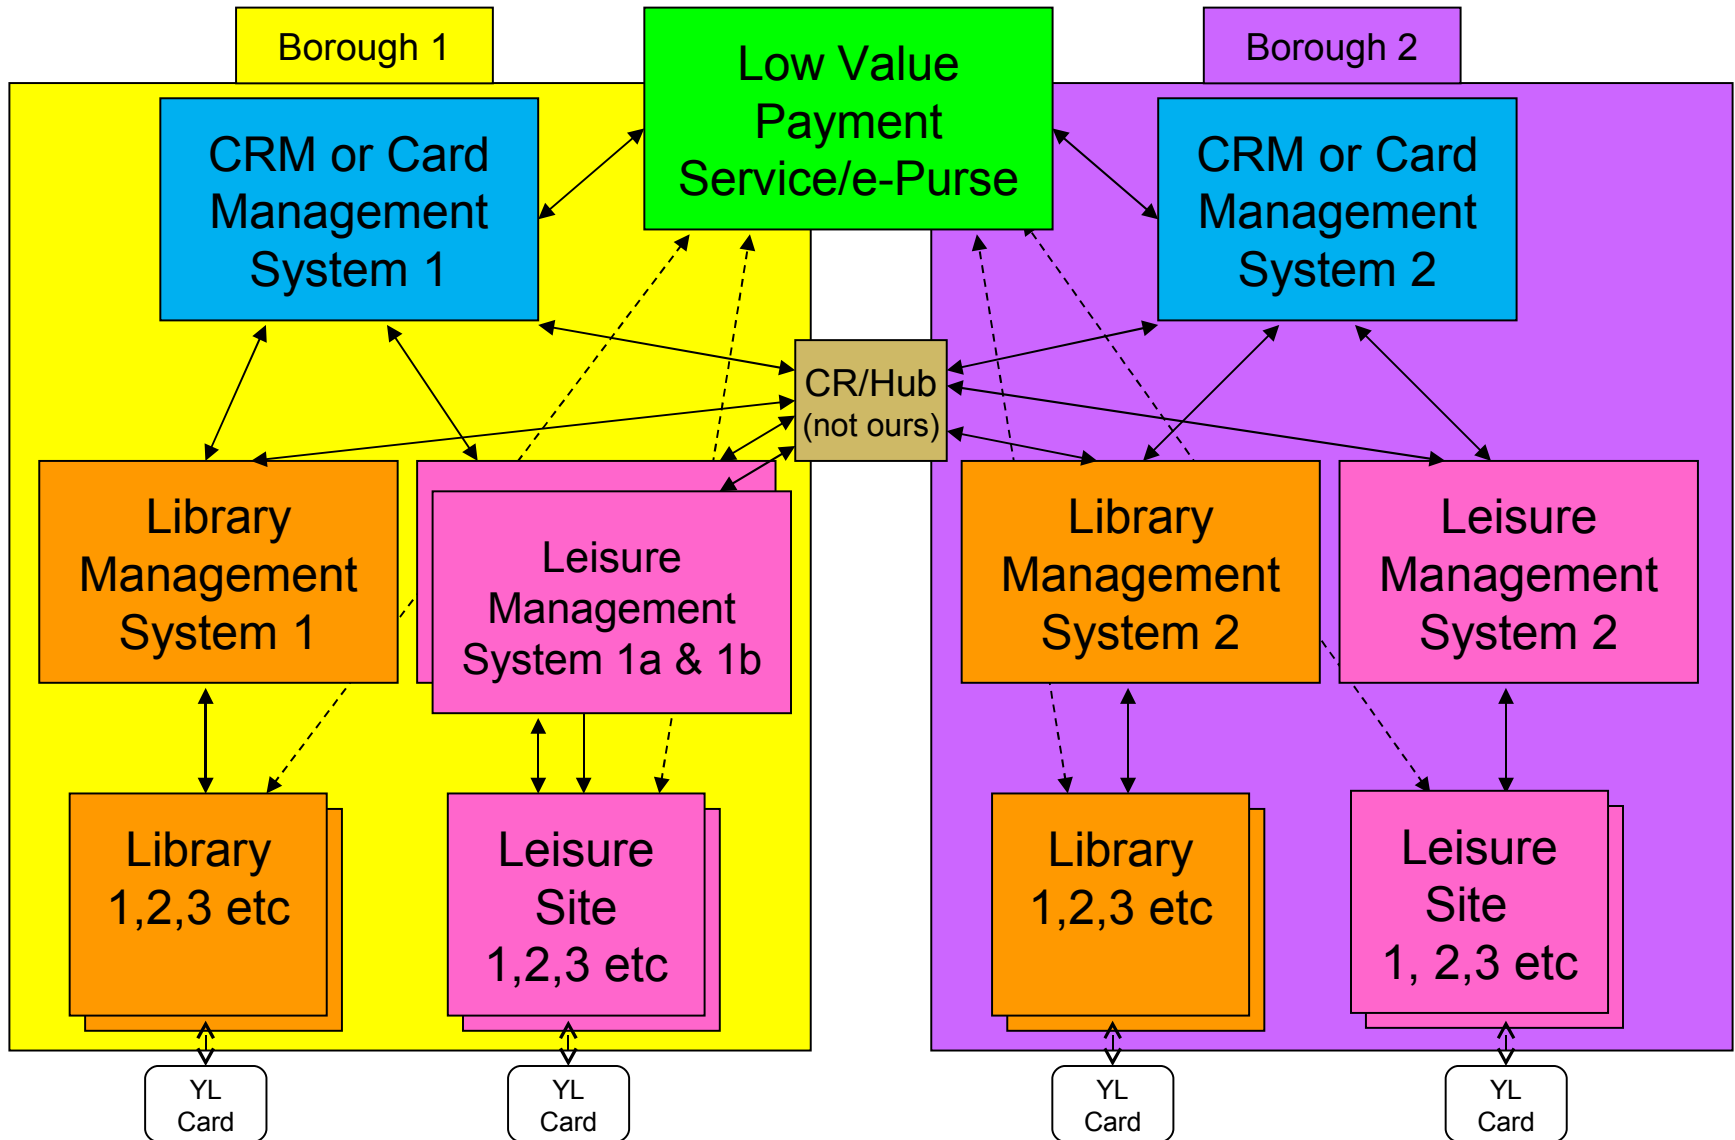 Borough 1
Low Value
Payment
Service/e-Purse
Borough 2
CRM or Card
Management
System 1
CRM or Card
Management
System 2
CR/Hub
(not ours)
Library
Management
System 1
Leisure
Management
System 1a & 1b
Library
Management
System 2
Leisure
Management
System 2
Library
1,2,3 etc
Leisure
Site
1,2,3 etc
Library
1,2,3 etc
Leisure
Site
1, 2,3 etc
YL
Card
YL
Card
YL
Card
YL
Card